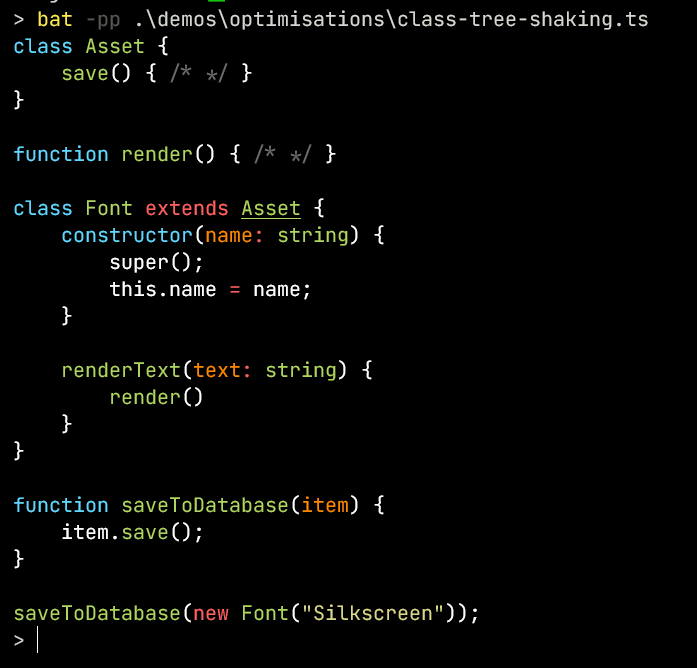 > bat -pp .\demos\optimisations\class-tree-shaking.ts
class Asset {
    save() { /* */ }
}

function render() { /* */ }

class Font extends Asset {
    constructor(name: string) {
        super();
        this.name = name;
    }

    renderText(text: string) {
        render()
    }
}

function saveToDatabase(item) {
    item.save();
}

saveToDatabase(new Font("Silkscreen"));
>